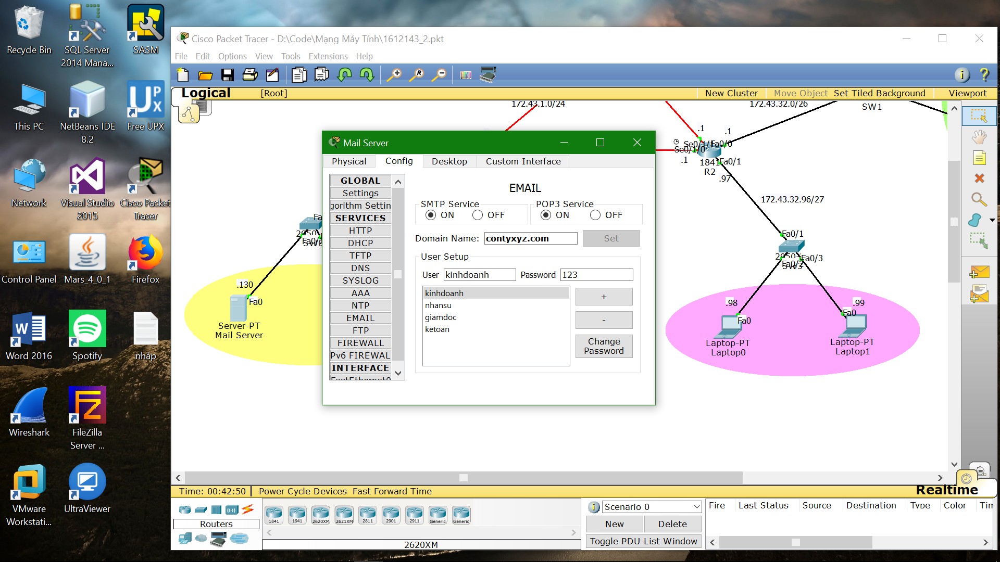 Recycle Bin
SQL Server
2014 Mana...
SASM
This PC
NetBeans IDE
8.2
Free UPX
Network
Visual Studio
2015
Cisco Packet
Tracer
Control Panel
Mars_4_0_1
Firefox
Word 2016
Spotify
nháp
Wireshark
FileZilla
Server ...
VMware
Workstati...
UltraViewer
Cisco Packet Tracer - D:\Code\Mạng Máy Tính\1612143_2.pkt
File Edit Options View Tools Extensions Help
Logical [Root] New Cluster Move Object Set Tiled Background Viewport
172.43.1.0/24
172.43.32.0/26
SW1
.1
.1
Se0/1/1
Fa0/0
Se0/1/0
.1
1841
Fa0/1
R2
.97
172.43.32.96/27
Fa0/1
Fa0/3
Fa0/2
SW3
.98
Fa0
Laptop-PT
Laptop0
.99
Fa0
Laptop-PT
Laptop1
.130
Fa0
Server-PT
Mail Server
Mail Server
Physical Config Desktop Custom Interface
GLOBAL
Settings
gorithm Settin
SERVICES
HTTP
DHCP
TFTP
DNS
SYSLOG
AAA
NTP
EMAIL
FTP
FIREWALL
Pv6 FIREWAL
INTERFACE
FastEthernet0
EMAIL
SMTP Service POP3 Service
ON OFF ON OFF
Domain Name: contyxyz.com Set
User Setup
User kinhdoanh Password 123
kinhdoanh
nhansu
giamdoc
ketoan
+
-
Change
Password
Time: 00:42:50 Power Cycle Devices Fast Forward Time
Realtime
Routers
1841 1941 2620XM 2621XM 2811 2901 2911 Generic Generic
2620XM
Scenario 0
New Delete
Toggle PDU List Window
Fire Last Status Source Destination Type Color Tim